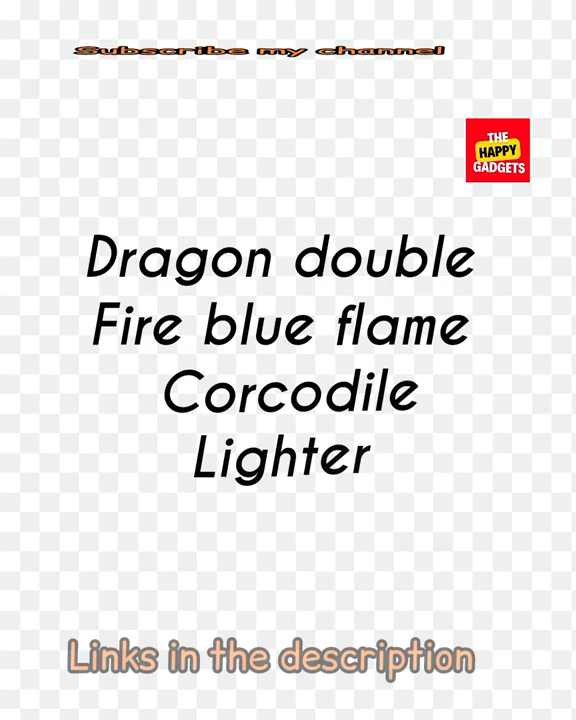 Subscribe my channel
THE
HAPPY
GADGETS
Dragon double
Fire blue flame
Corcodile
Lighter
Links in the description